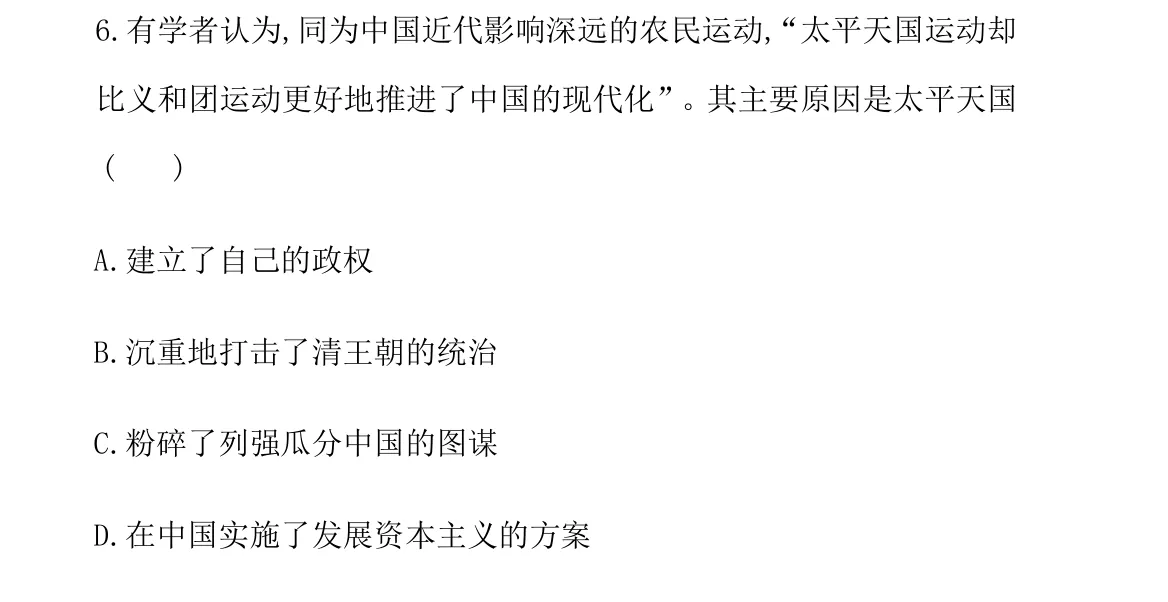 6. 有学者认为,同为中国近代影响深远的农民运动,“太平天国运动却
比义和团运动更好地推进了中国的现代化”。其主要原因是太平天国
(　　)
A. 建立了自己的政权
B. 沉重地打击了清王朝的统治
C. 粉碎了列强瓜分中国的图谋
D. 在中国实施了发展资本主义的方案